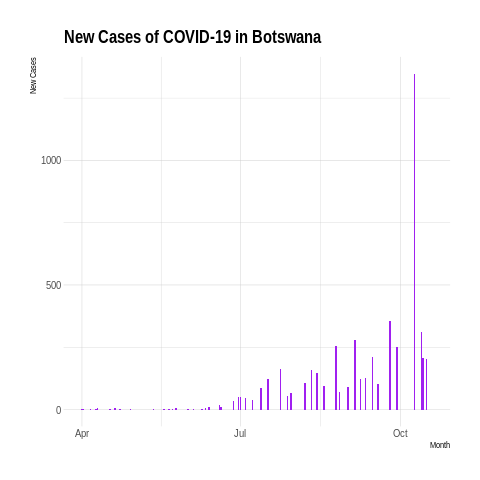 New Cases of COVID-19 in Botswana
New Cases
1000
500
0
Apr
Jul
Oct
Month